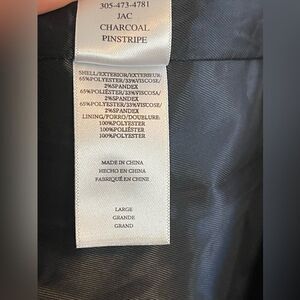 305-473-4781
JAC
CHARCOAL
PINSTRIPE
SHELL/EXTERIOR/EXTERIEUR:
65%POLYESTER/33%VISCOSE/
2%SPANDEX
65%POLIÉSTER/33%VISCOSA/
2%SPANDEX
65%POLYESTER/33%VISCOSE/
2%SPANDEX
LINING/FORRO/DOUBLURE:
100%POLYESTER
100%POLIÉSTER
100%POLYESTER
MADE IN CHINA
HECHO EN CHINA
FABRIQUÉ EN CHINE
LARGE
GRANDE
GRAND